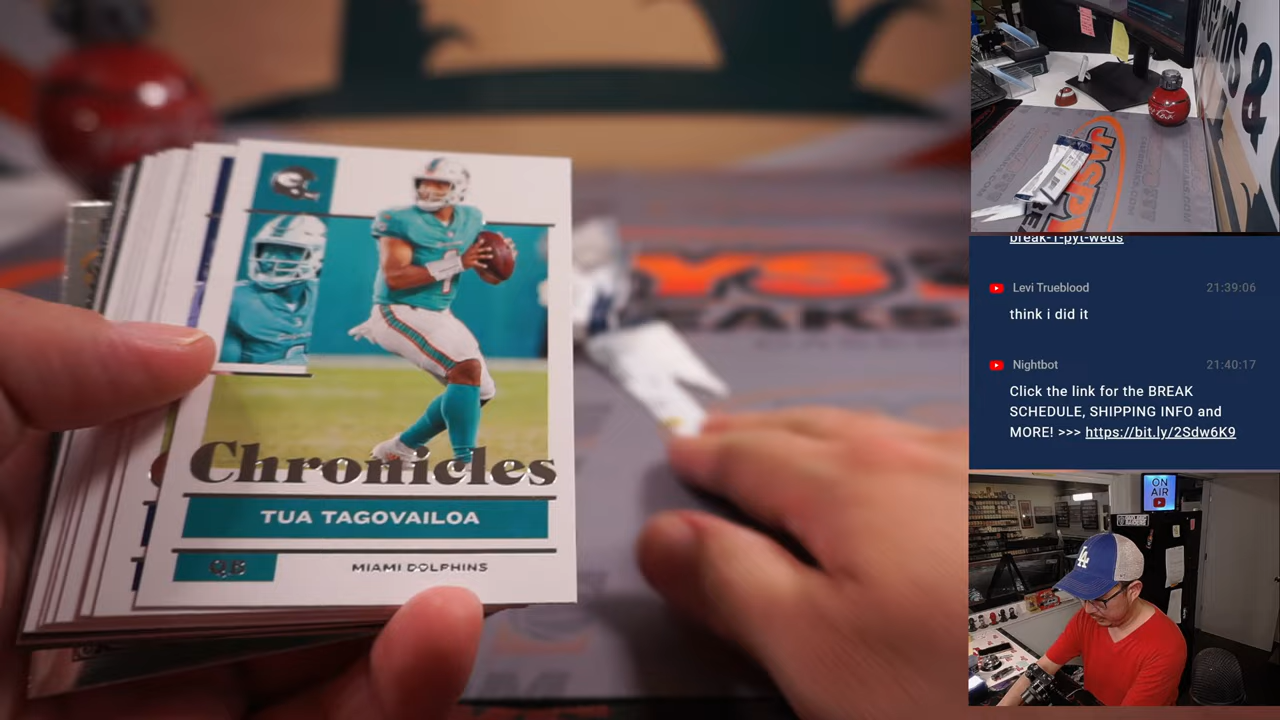 Chronicles
TUA TAGOVAILOA
QB
MIAMI DOLPHINS
break-1-pyt-weds
Levi Trueblood
21:39:06
think i did it
Nightbot
21:40:17
Click the link for the BREAK
SCHEDULE, SHIPPING INFO and
MORE! >>> https://bit.ly/2Sdw6K9
ON
AIR
LA
&